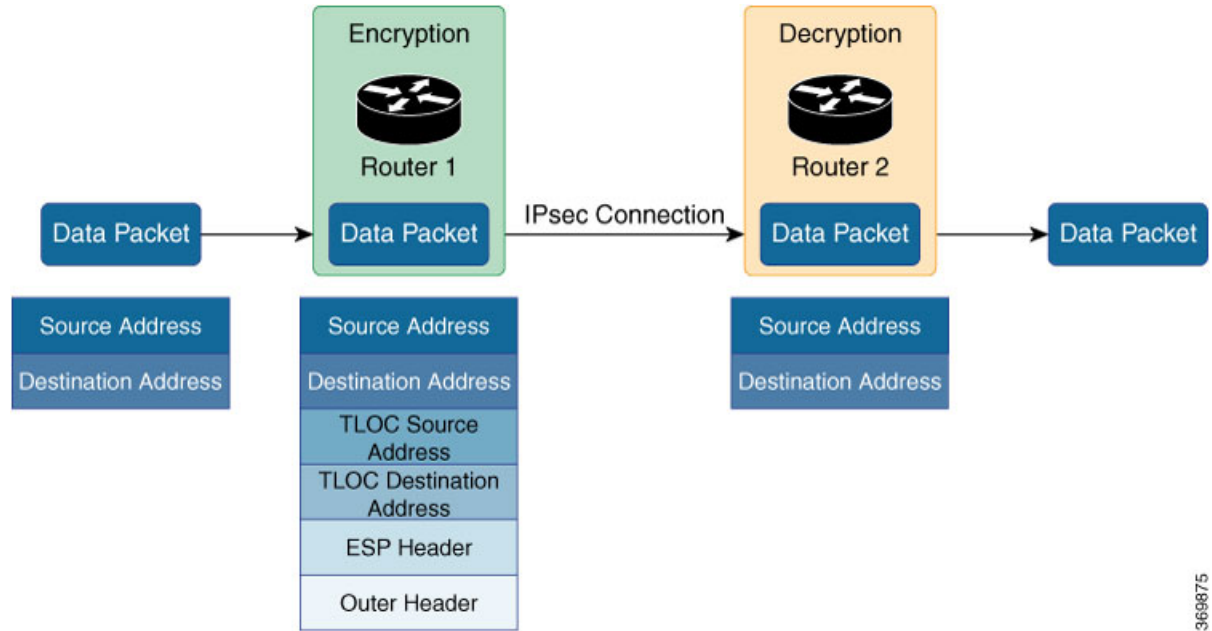 Encryption
Router 1
Decryption
Router 2
Data Packet
Data Packet
IPsec Connection
Data Packet
Data Packet
Source Address
Destination Address
Source Address
Destination Address
TLOC Source
Address
TLOC Destination
Address
ESP Header
Outer Header
Source Address
Destination Address
369875